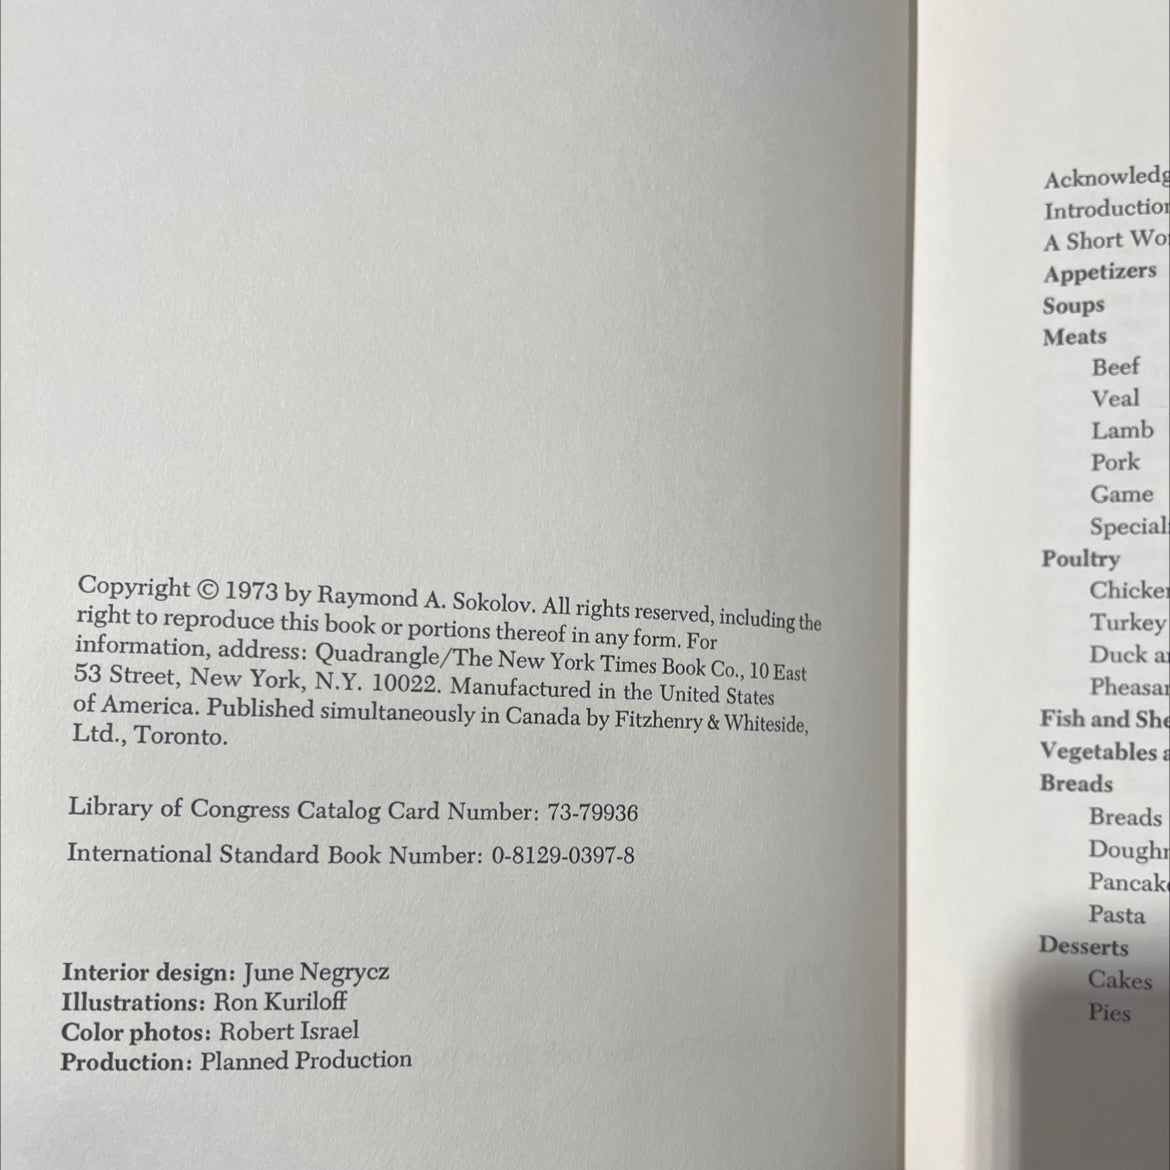 Copyright © 1973 by Raymond A. Sokolov. All rights reserved, including the
right to reproduce this book or portions thereof in any form. For
information, address: Quadrangle/The New York Times Book Co., 10 East
53 Street, New York, N.Y. 10022. Manufactured in the United States
of America. Published simultaneously in Canada by Fitzhenry & Whiteside,
Ltd., Toronto.
Library of Congress Catalog Card Number: 73-79936
International Standard Book Number: 0-8129-0397-8
Interior design: June Negrycz
Illustrations: Ron Kuriloff
Color photos: Robert Israel
Production: Planned Production
A Short
Appetizers
Soups
Meats
Beef
Veal
Lamb
Pork
Game
Poultry
Turkey
Duck
Fish and
Vegetables
Breads
Breads
Pasta
Desserts
Cakes
Pies